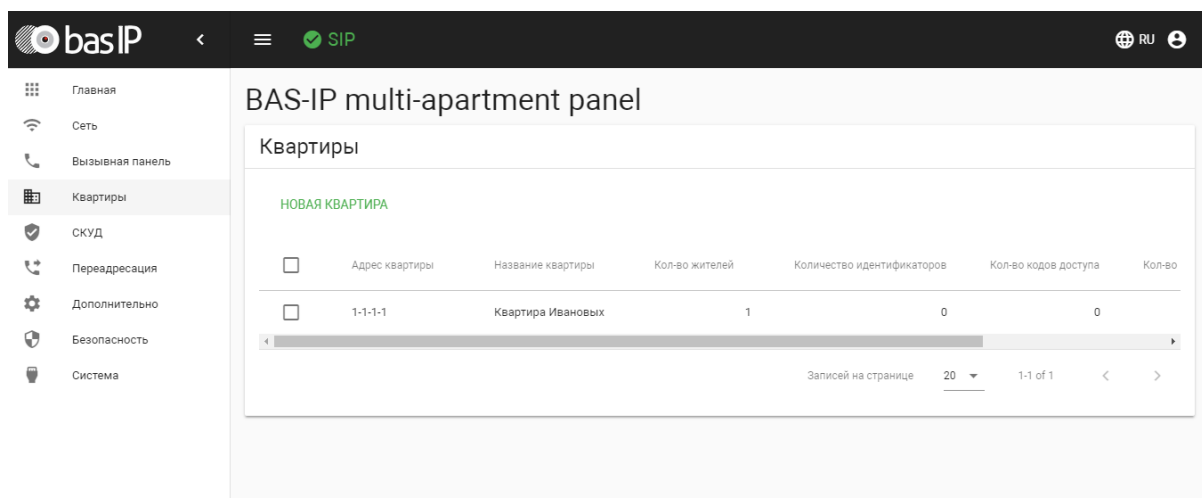 bas IP
SIP
RU
Главная
Сеть
Вызывная панель
Квартиры
СКУД
Переадресация
Дополнительно
Безопасность
Система
BAS-IP multi-apartment panel
Квартиры
НОВАЯ КВАРТИРА
Адрес квартиры Название квартиры Кол-во жителей Количество идентификаторов Кол-во кодов доступа Кол-во
1-1-1-1 Квартира Ивановых 1 0 0
Записей на странице 20 1-1 of 1